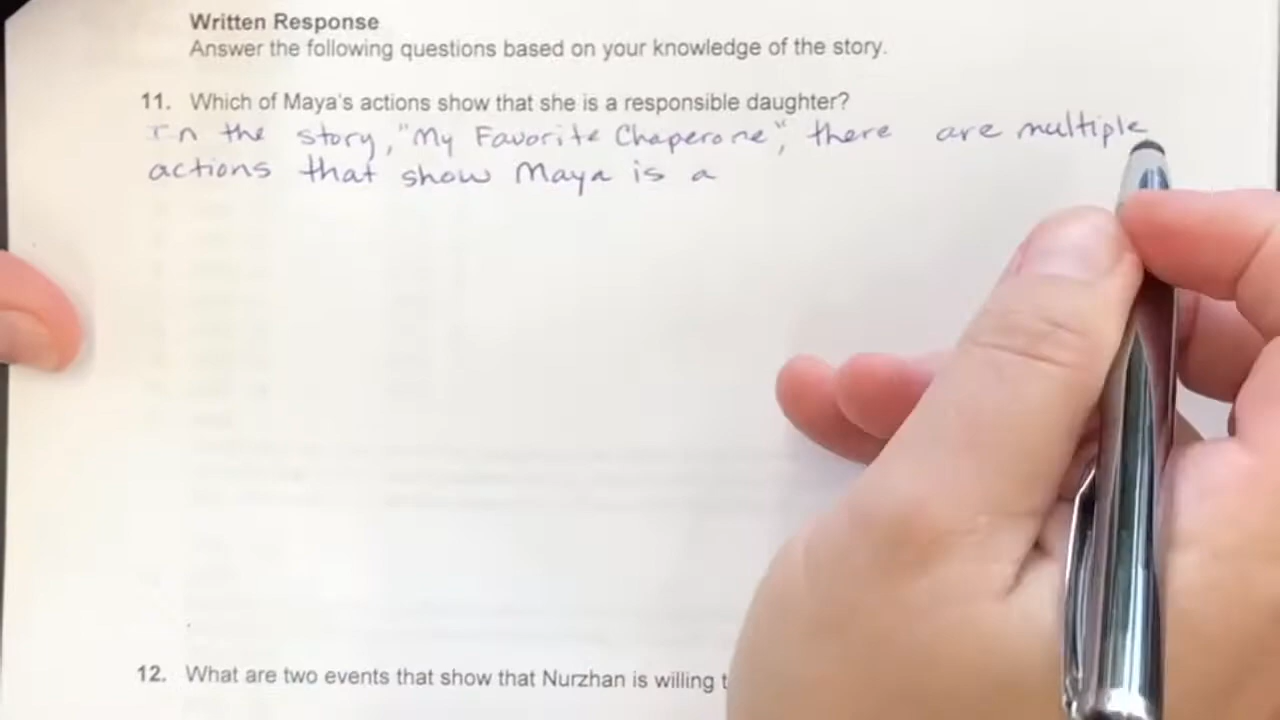 Written Response
Answer the following questions based on your knowledge of the story.
11. Which of Maya's actions show that she is a responsible daughter?
In the story, "My Favorite Chaperone", there are multiple
actions that show Maya is a
12. What are two events that show that Nurzhan is willing t